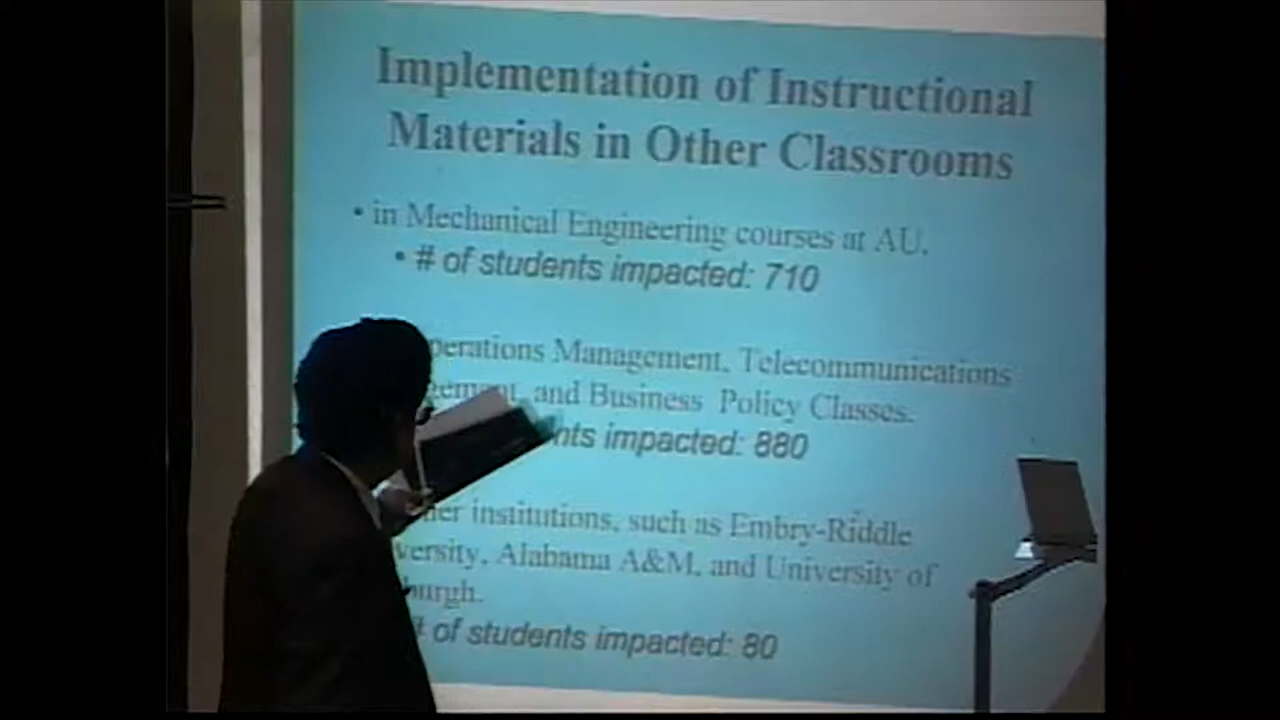 Implementation of Instructional
Materials in Other Classrooms
• in Mechanical Engineering courses at AU.
• # of students impacted: 710
perations Management, Telecommunications
gement, and Business Policy Classes.
nts impacted: 880
her institutions, such as Embry-Riddle
versity, Alabama A&M, and University of
burgh.
# of students impacted: 80